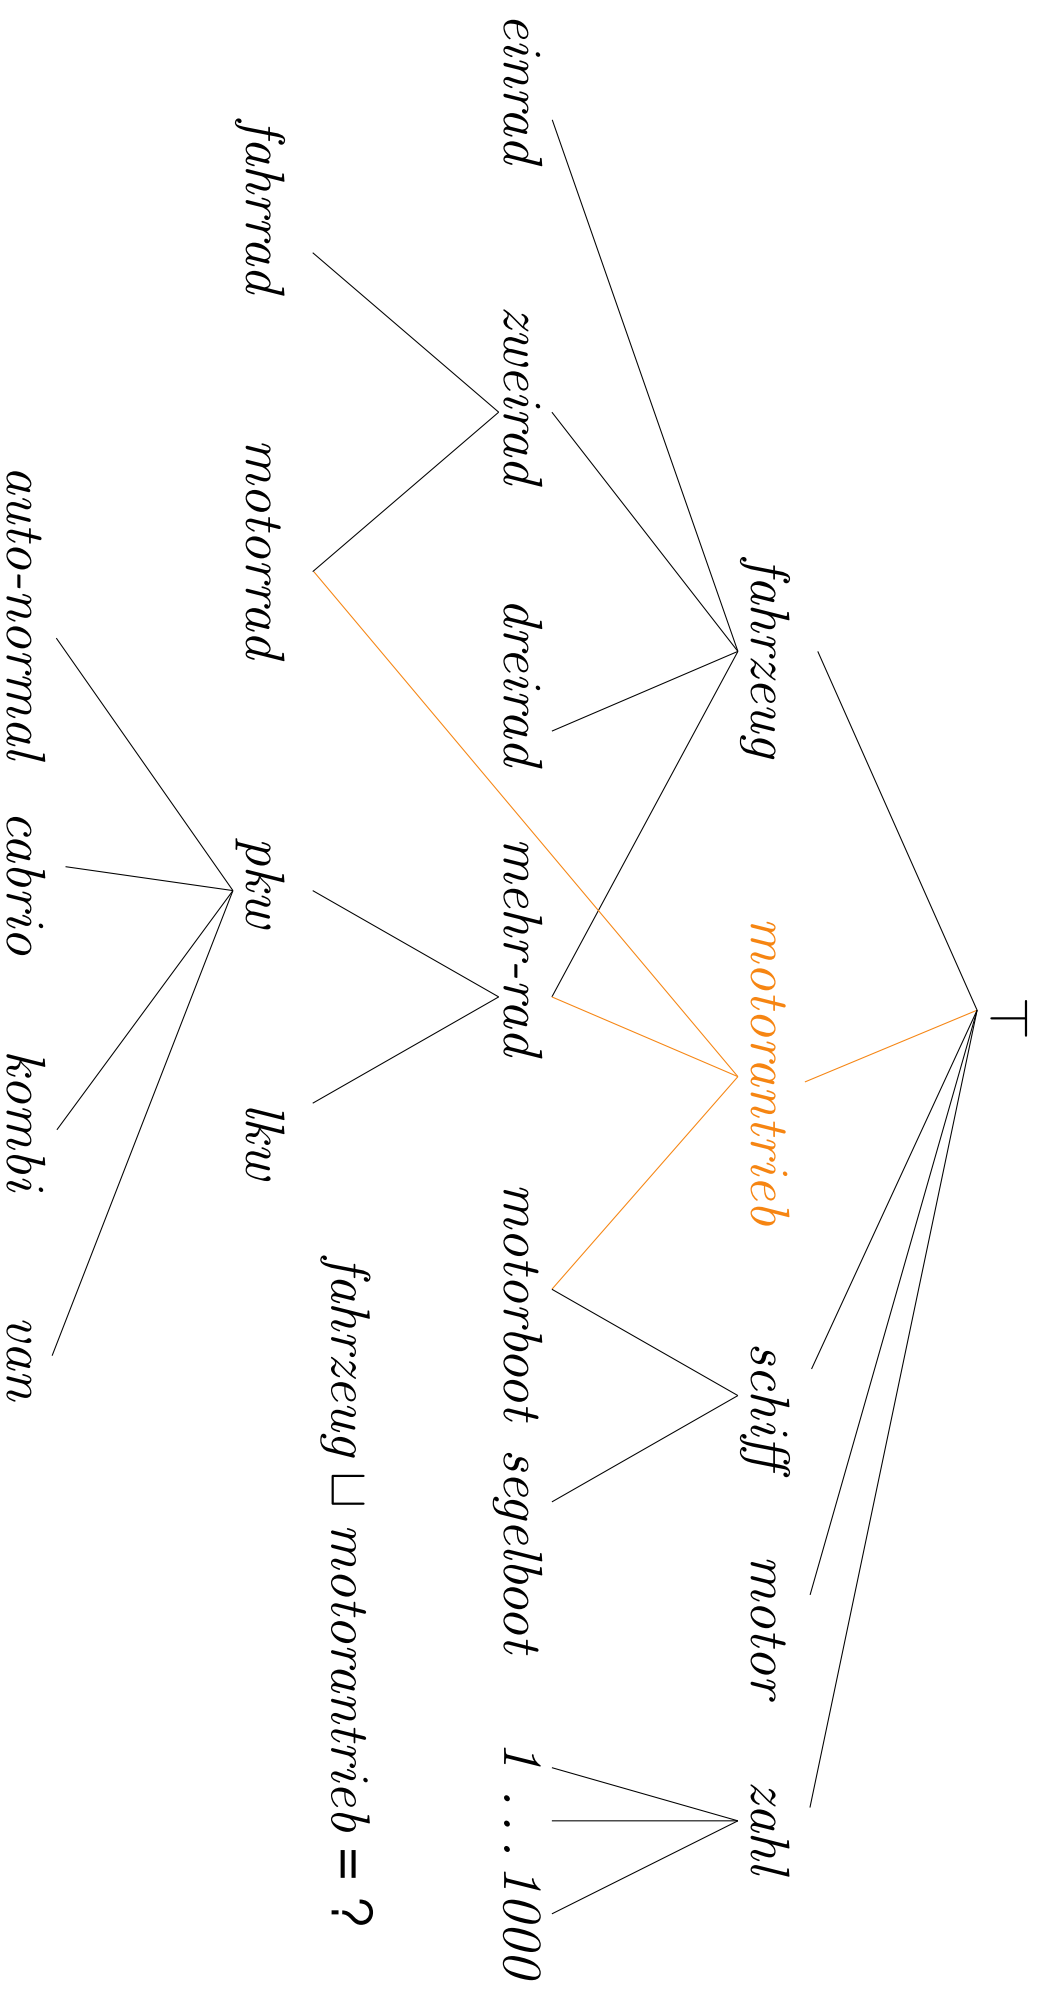 ⊤
fahrzeug motorantrieb schiff motor zahl
einrad zweirad dreirad mehr-rad motorboot segelboot 1 . . . 1000
fahrzeug ⊔ motorantrieb = ?
fahrrad motorrad pkw lkw
auto-normal cabrio kombi van